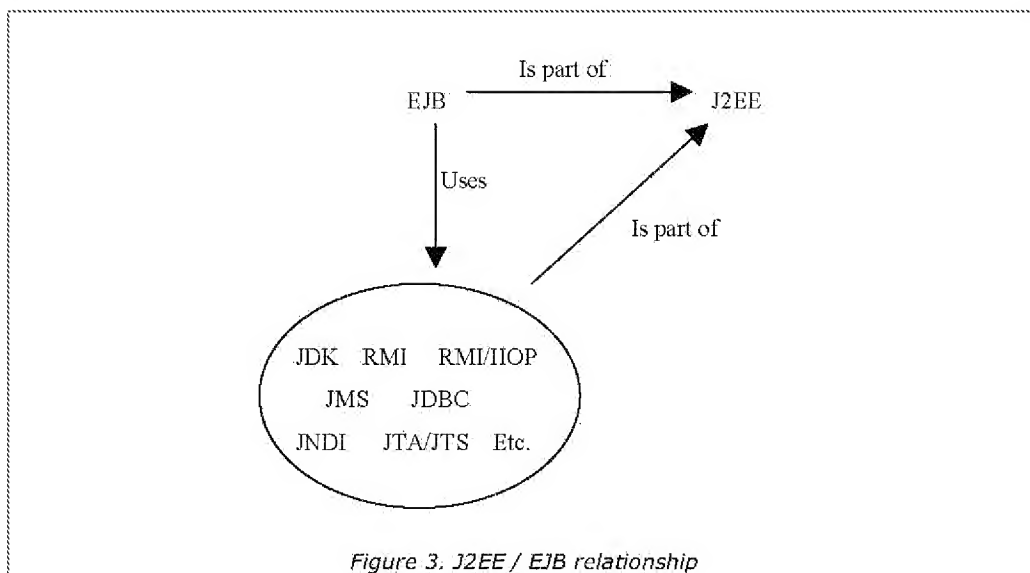 Is part of
EJB
J2EE
Uses
Is part of
JDK RMI RMI/IIOP
JMS JDBC
JNDI JTA/JTS Etc.
Figure 3. J2EE / EJB relationship